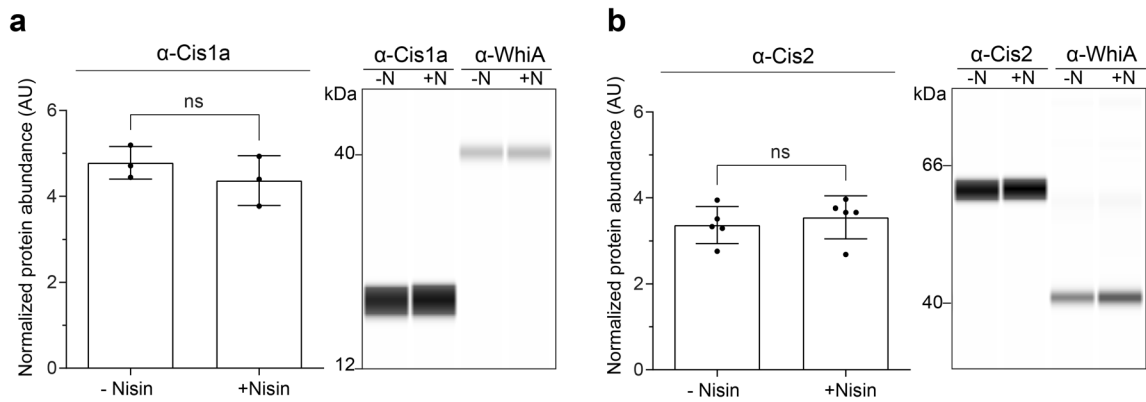 a
α-Cis1a
Normalized protein abundance (AU)
6
4
2
0
ns
- Nisin
+Nisin
α-Cis1a
α-WhiA
-N
+N
-N
+N
kDa
40
12
b
α-Cis2
Normalized protein abundance (AU)
6
4
2
0
ns
- Nisin
+Nisin
α-Cis2
α-WhiA
-N
+N
-N
+N
kDa
66
40